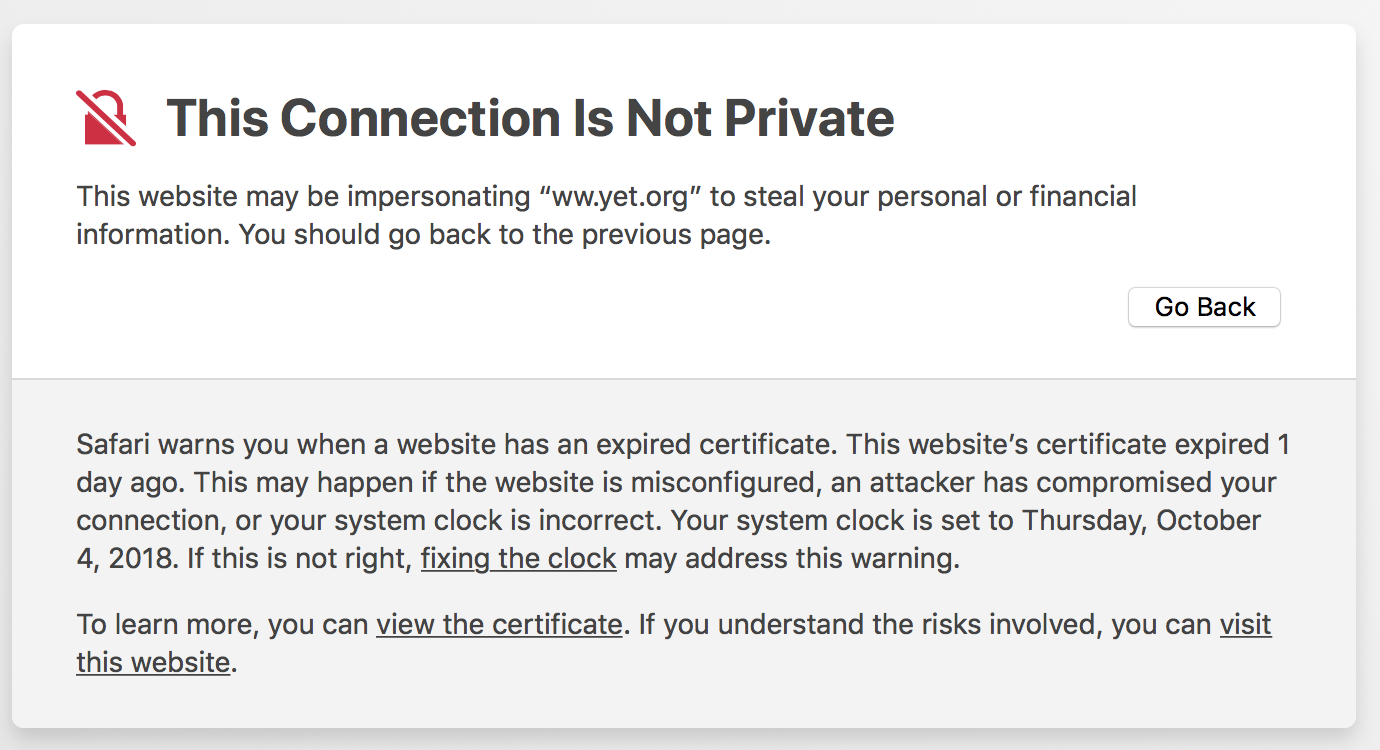 This Connection Is Not Private
This website may be impersonating “ww.yet.org” to steal your personal or financial
information. You should go back to the previous page.
Go Back
Safari warns you when a website has an expired certificate. This website’s certificate expired 1
day ago. This may happen if the website is misconfigured, an attacker has compromised your
connection, or your system clock is incorrect. Your system clock is set to Thursday, October
4, 2018. If this is not right, fixing the clock may address this warning.
To learn more, you can view the certificate. If you understand the risks involved, you can visit
this website.